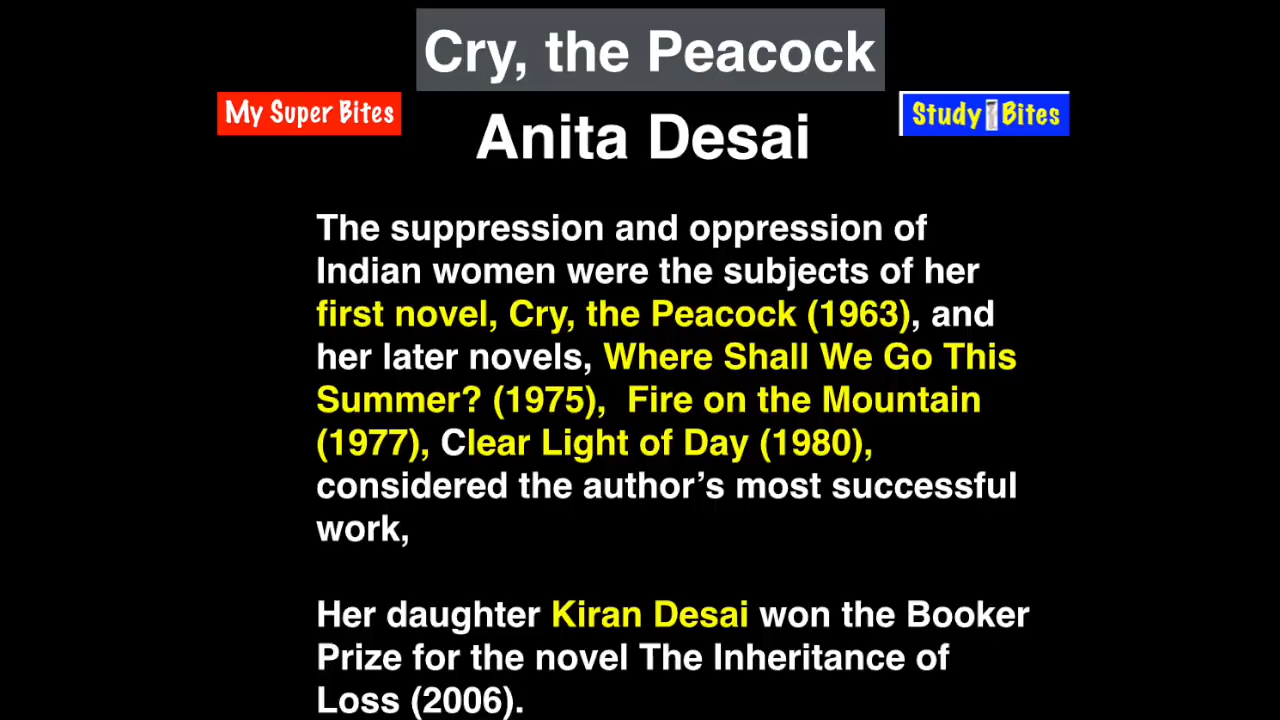 Cry, the Peacock
My Super Bites
Study Bites
Anita Desai
The suppression and oppression of
Indian women were the subjects of her
first novel, Cry, the Peacock (1963), and
her later novels, Where Shall We Go This
Summer? (1975),  Fire on the Mountain
(1977), Clear Light of Day (1980),
considered the author’s most successful
work,
Her daughter Kiran Desai won the Booker
Prize for the novel The Inheritance of
Loss (2006).